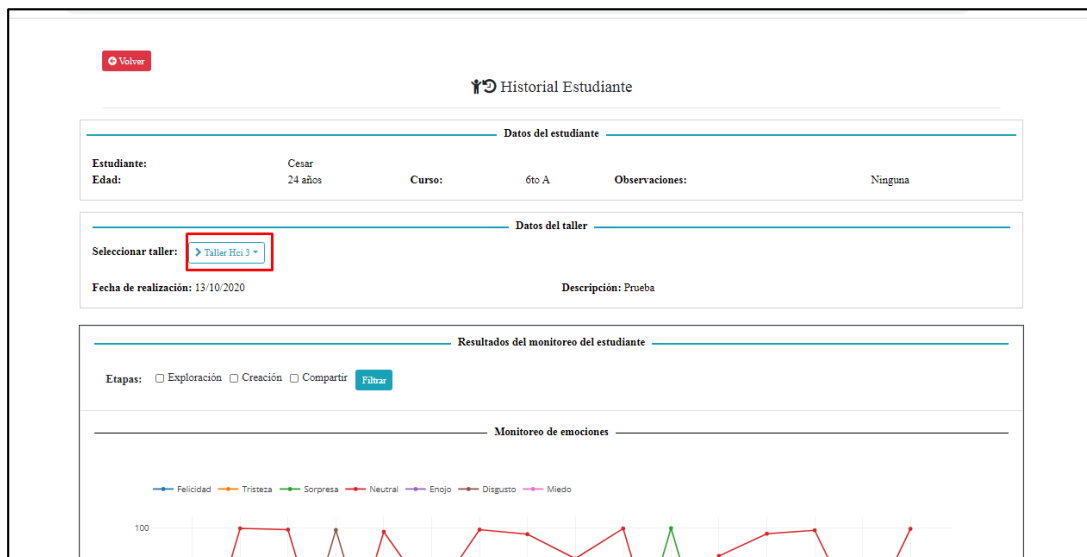 Volver
Historial Estudiante
Datos del estudiante
Estudiante: Cesar
Edad: 24 años Curso: 6to A Observaciones: Ninguna
Datos del taller
Seleccionar taller: Taller Hci 3
Fecha de realización: 13/10/2020 Descripción: Prueba
Resultados del monitoreo del estudiante
Etapas: Exploración Creación Compartir Filtrar
Monitoreo de emociones
Felicidad Tristeza Sorpresa Neutral Enojo Disgusto Miedo
100